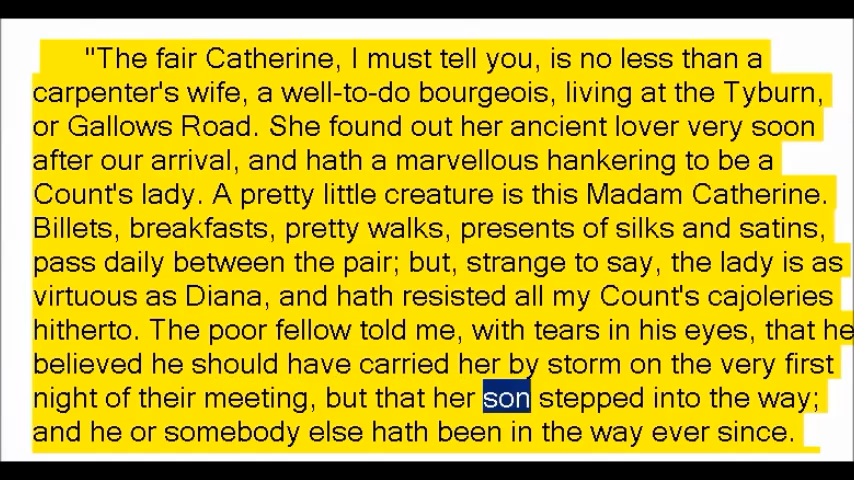 "The fair Catherine, I must tell you, is no less than a
carpenter's wife, a well-to-do bourgeois, living at the Tyburn,
or Gallows Road. She found out her ancient lover very soon
after our arrival, and hath a marvellous hankering to be a
Count's lady. A pretty little creature is this Madam Catherine.
Billets, breakfasts, pretty walks, presents of silks and satins,
pass daily between the pair; but, strange to say, the lady is as
virtuous as Diana, and hath resisted all my Count's cajoleries
hitherto. The poor fellow told me, with tears in his eyes, that he
believed he should have carried her by storm on the very first
night of their meeting, but that her son stepped into the way;
and he or somebody else hath been in the way ever since.